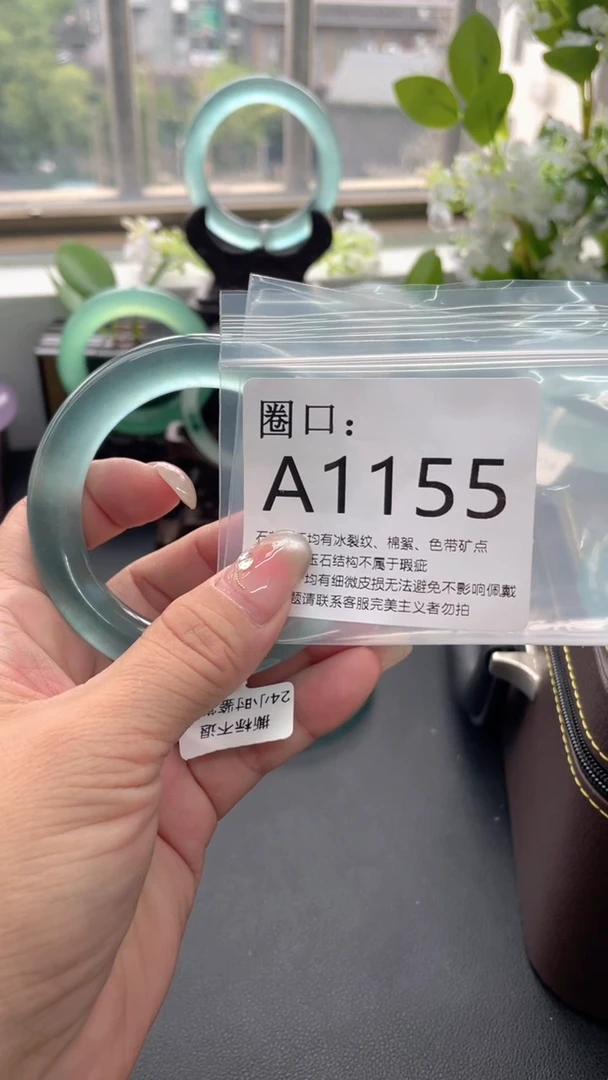 圈口：
A1155
石 均有冰裂纹、棉絮、色带矿点
玉石结构不属于瑕疵
均有细微皮损无法避免不影响佩戴
题请联系客服完美主义者勿拍
撕标不退
24小时鉴